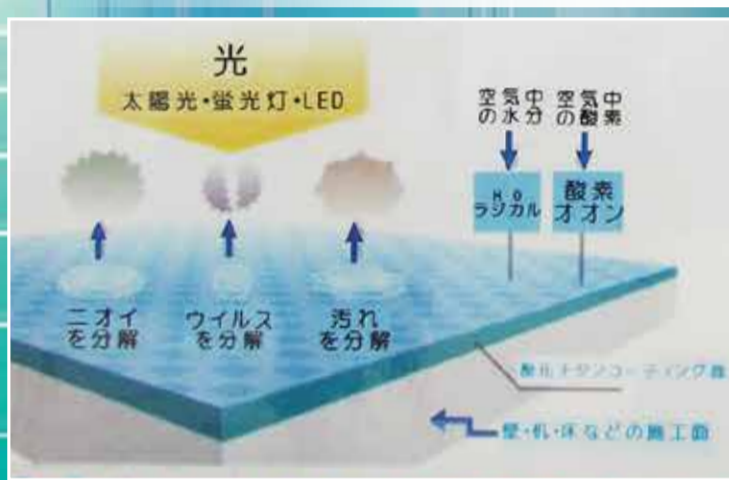 光
太陽光・螢光灯・LED
空気中
の水分
空気中
の酸素
H O
ラジカル
酸素
オオン
ニオイ
を分解
ウイルス
を分解
汚れ
を分解
酸化チタンコーティング層
壁・机・床などの施工面